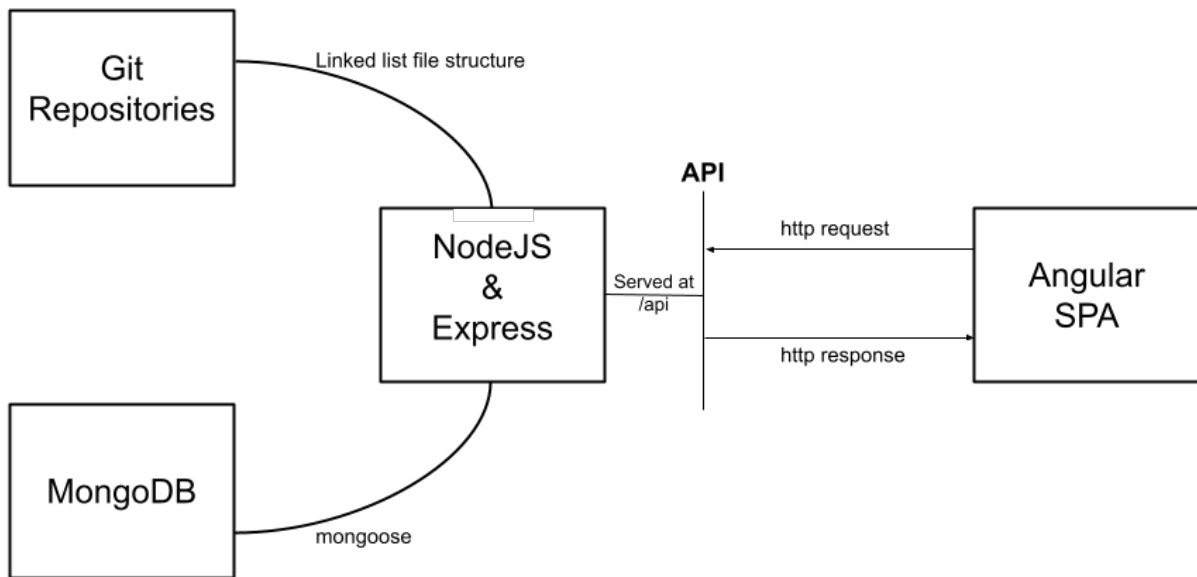 Git
Repositories
Linked list file structure
API
NodeJS
&
Express
Served at
/api
http request
http response
Angular
SPA
MongoDB
mongoose